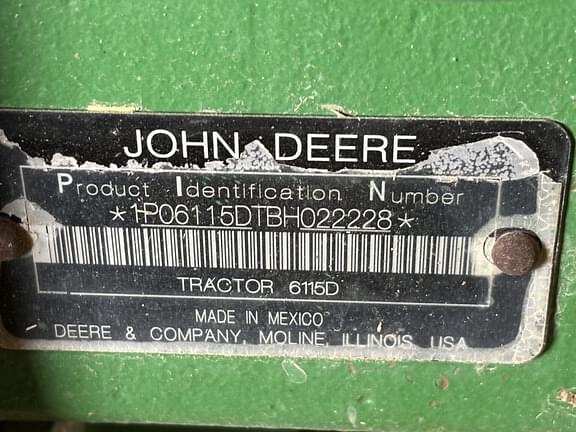 JOHN DEERE
Product Identification Number
*1P06115DTBH022228*
TRACTOR 6115D
MADE IN MEXICO
DEERE & COMPANY, MOLINE, ILLINOIS USA